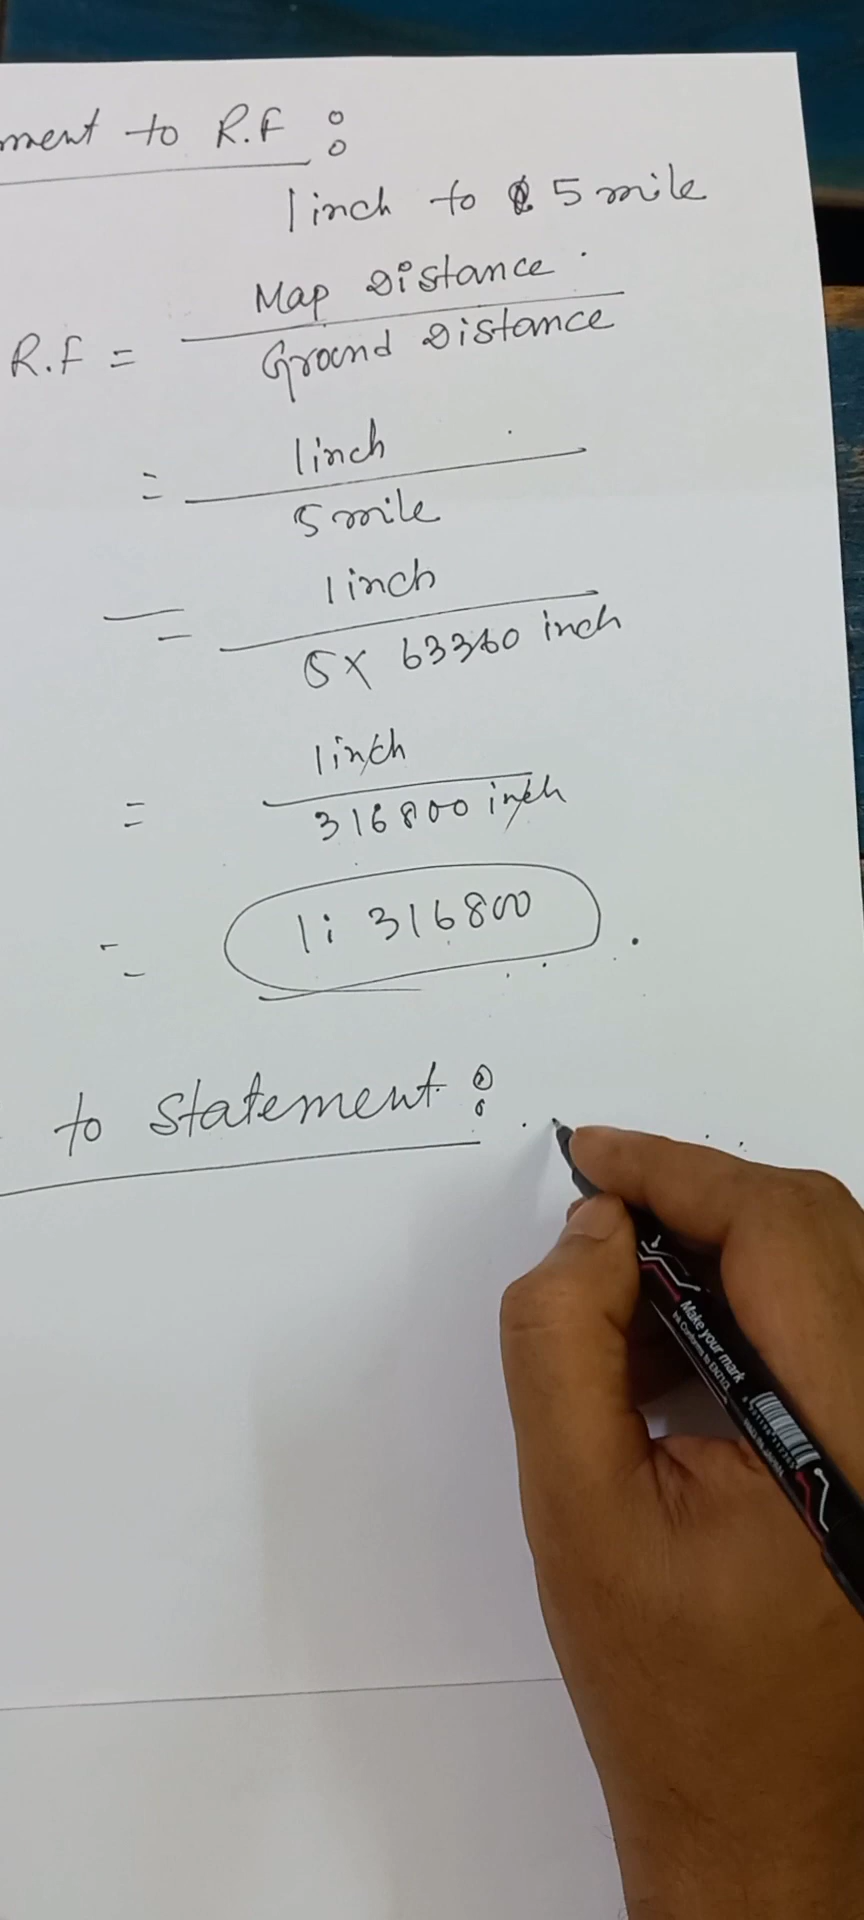 ment to R.F :
1 inch to 5 mile
R.F = Map Distance / Ground Distance
= 1 inch / 5 mile
= 1 inch / 5 X 63360 inch
= 1 inch / 316800 inch
= 1: 316800
to statement :
Make your mark